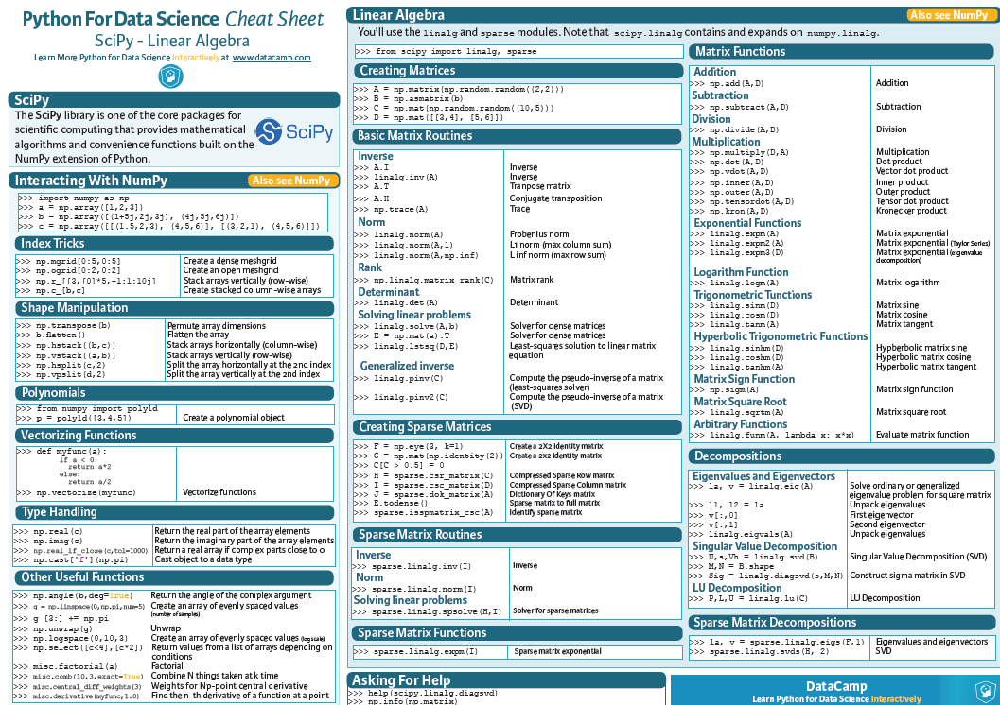 Python For Data Science Cheat Sheet
SciPy - Linear Algebra
Learn More Python for Data Science Interactively at www.datacamp.com
SciPy
The SciPy library is one of the core packages for
scientific computing that provides mathematical
algorithms and convenience functions built on the
NumPy extension of Python.
SciPy
Interacting With NumPy Also see NumPy
>>> import numpy as np
>>> a = np.array([1,2,3])
>>> b = np.array([(1+5j,2j,3j), (4j,5j,6j)])
>>> c = np.array([[(1.5,2,3), (4,5,6)], [(3,2,1), (4,5,6)]])
Index Tricks
>>> np.mgrid[0:5,0:5] Create a dense meshgrid
>>> np.ogrid[0:2,0:2] Create an open meshgrid
>>> np.r_[[3,[0]*5,-1:1:10j] Stack arrays vertically (row-wise)
>>> np.c_[b,c] Create stacked column-wise arrays
Shape Manipulation
>>> np.transpose(b) Permute array dimensions
>>> b.flatten() Flatten the array
>>> np.hstack((b,c)) Stack arrays horizontally (column-wise)
>>> np.vstack((a,b)) Stack arrays vertically (row-wise)
>>> np.hsplit(c,2) Split the array horizontally at the 2nd index
>>> np.vpslit(d,2) Split the array vertically at the 2nd index
Polynomials
>>> from numpy import poly1d
>>> p = poly1d([3,4,5]) Create a polynomial object
Vectorizing Functions
>>> def myfunc(a):
if a < 0:
return a*2
else:
return a/2
>>> np.vectorize(myfunc) Vectorize functions
Type Handling
>>> np.real(c) Return the real part of the array elements
>>> np.imag(c) Return the imaginary part of the array elements
>>> np.real_if_close(c,tol=1000) Return a real array if complex parts close to 0
>>> np.cast['f'](np.pi) Cast object to a data type
Other Useful Functions
>>> np.angle(b,deg=True) Return the angle of the complex argument
>>> g = np.linspace(0,np.pi,num=5) Create an array of evenly spaced values
(number of samples)
>>> g [3:] += np.pi
>>> np.unwrap(g) Unwrap
>>> np.logspace(0,10,3) Create an array of evenly spaced values (log scale)
>>> np.select([c<4],[c*2]) Return values from a list of arrays depending on
conditions
>>> misc.factorial(a) Factorial
>>> misc.comb(10,3,exact=True) Combine N things taken at k time
>>> misc.central_diff_weights(3) Weights for Np-point central derivative
>>> misc.derivative(myfunc,1.0) Find the n-th derivative of a function at a point
Linear Algebra Also see NumPy
You'll use the linalg and sparse modules. Note that scipy.linalg contains and expands on numpy.linalg.
>>> from scipy import linalg, sparse
Creating Matrices
>>> A = np.matrix(np.random.random((2,2)))
>>> B = np.asmatrix(b)
>>> C = np.mat(np.random.random((10,5)))
>>> D = np.mat([[3,4], [5,6]])
Basic Matrix Routines
Inverse
>>> A.I Inverse
>>> linalg.inv(A) Inverse
>>> A.T Tranpose matrix
>>> A.H Conjugate transposition
>>> np.trace(A) Trace
Norm
>>> linalg.norm(A) Frobenius norm
>>> linalg.norm(A,1) L1 norm (max column sum)
>>> linalg.norm(A,np.inf) L inf norm (max row sum)
Rank
>>> np.linalg.matrix_rank(C) Matrix rank
Determinant
>>> linalg.det(A) Determinant
Solving linear problems
>>> linalg.solve(A,b) Solver for dense matrices
>>> E = np.mat(a).T Solver for dense matrices
>>> linalg.lstsq(D,E) Least-squares solution to linear matrix
equation
Generalized inverse
>>> linalg.pinv(C) Compute the pseudo-inverse of a matrix
(least-squares solver)
>>> linalg.pinv2(C) Compute the pseudo-inverse of a matrix
(SVD)
Creating Sparse Matrices
>>> F = np.eye(3, k=1) Create a 2X2 identity matrix
>>> G = np.mat(np.identity(2)) Create a 2x2 identity matrix
>>> C[C > 0.5] = 0
>>> H = sparse.csr_matrix(C) Compressed Sparse Row matrix
>>> I = sparse.csc_matrix(D) Compressed Sparse Column matrix
>>> J = sparse.dok_matrix(A) Dictionary Of Keys matrix
>>> E.todense() Sparse matrix to full matrix
>>> sparse.isspmatrix_csc(A) Identify sparse matrix
Sparse Matrix Routines
Inverse
>>> sparse.linalg.inv(I) Inverse
Norm
>>> sparse.linalg.norm(I) Norm
Solving linear problems
>>> sparse.linalg.spsolve(H,I) Solver for sparse matrices
Sparse Matrix Functions
>>> sparse.linalg.expm(I) Sparse matrix exponential
Asking For Help
>>> help(scipy.linalg.diagsvd)
>>> np.info(np.matrix)
Matrix Functions
Addition
>>> np.add(A,D) Addition
Subtraction
>>> np.subtract(A,D) Subtraction
Division
>>> np.divide(A,D) Division
Multiplication
>>> np.multiply(D,A) Multiplication
>>> np.dot(A,D) Dot product
>>> np.vdot(A,D) Vector dot product
>>> np.inner(A,D) Inner product
>>> np.outer(A,D) Outer product
>>> np.tensordot(A,D) Tensor dot product
>>> np.kron(A,D) Kronecker product
Exponential Functions
>>> linalg.expm(A) Matrix exponential
>>> linalg.expm2(A) Matrix exponential (Taylor Series)
>>> linalg.expm3(D) Matrix exponential (eigenvalue
decomposition)
Logarithm Function
>>> linalg.logm(A) Matrix logarithm
Trigonometric Tunctions
>>> linalg.sinm(D) Matrix sine
>>> linalg.cosm(D) Matrix cosine
>>> linalg.tanm(A) Matrix tangent
Hyperbolic Trigonometric Functions
>>> linalg.sinhm(D) Hypberbolic matrix sine
>>> linalg.coshm(D) Hyperbolic matrix cosine
>>> linalg.tanhm(A) Hyperbolic matrix tangent
Matrix Sign Function
>>> np.sigm(A) Matrix sign function
Matrix Square Root
>>> linalg.sqrtm(A) Matrix square root
Arbitrary Functions
>>> linalg.funm(A, lambda x: x*x) Evaluate matrix function
Decompositions
Eigenvalues and Eigenvectors
>>> la, v = linalg.eig(A) Solve ordinary or generalized
eigenvalue problem for square matrix
>>> l1, l2 = la Unpack eigenvalues
>>> v[:,0] First eigenvector
>>> v[:,1] Second eigenvector
>>> linalg.eigvals(A) Unpack eigenvalues
Singular Value Decomposition
>>> U,s,Vh = linalg.svd(B) Singular Value Decomposition (SVD)
>>> M,N = B.shape
>>> Sig = linalg.diagsvd(s,M,N) Construct sigma matrix in SVD
LU Decomposition
>>> P,L,U = linalg.lu(C) LU Decomposition
Sparse Matrix Decompositions
>>> la, v = sparse.linalg.eigs(F,1) Eigenvalues and eigenvectors
>>> sparse.linalg.svds(H, 2) SVD
DataCamp
Learn Python for Data Science Interactively